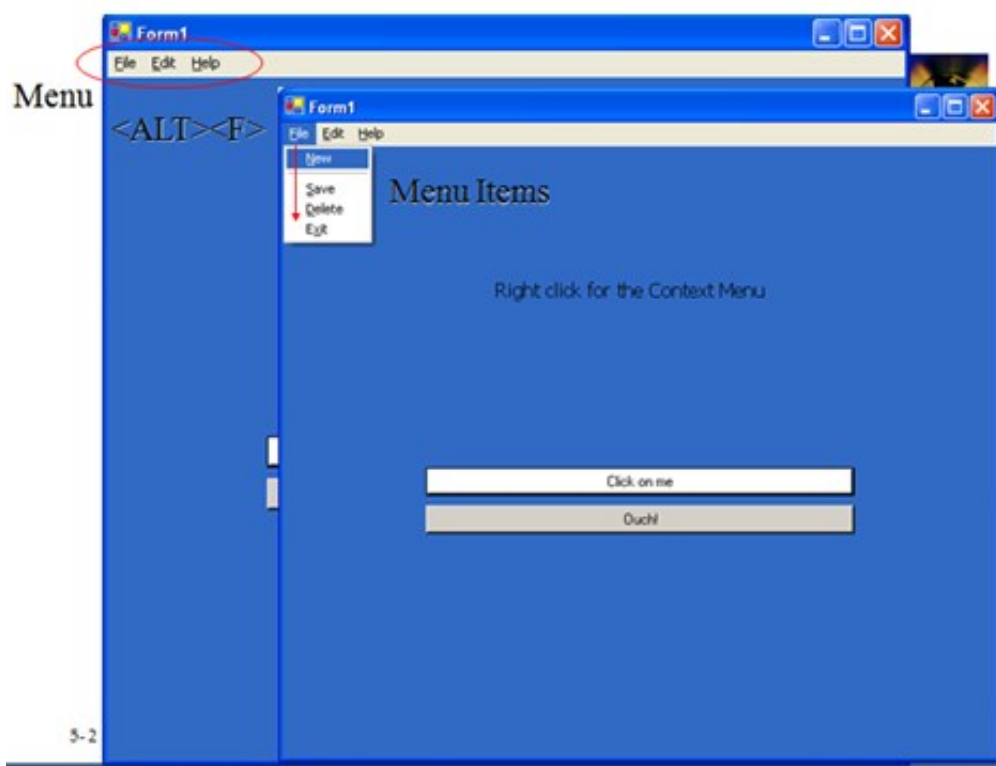 Form1
File Edit Help
Menu
<ALT><F>
Form1
File Edit Help
New
Save
Delete
Exit
Menu Items
Right click for the Context Menu
Click on me
Ouch!
5-2